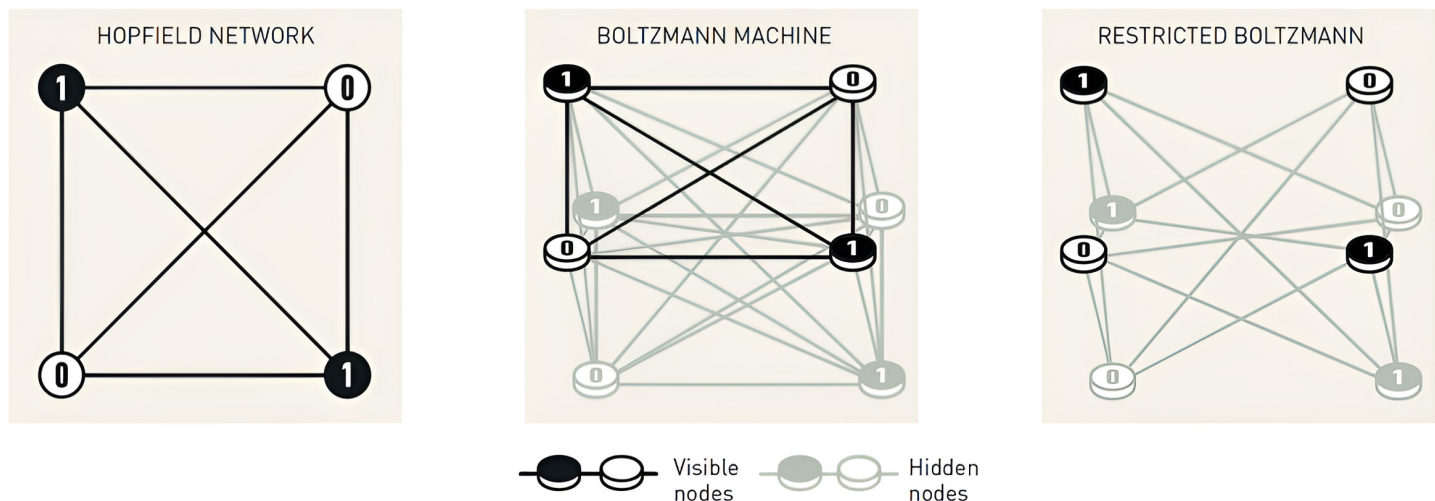 HOPFIELD NETWORK
1 0
0 1
BOLTZMANN MACHINE
1 0
1 0
0 1
0 1
RESTRICTED BOLTZMANN
1 0
1 0
0 1
0 1
Visible
nodes
Hidden
nodes